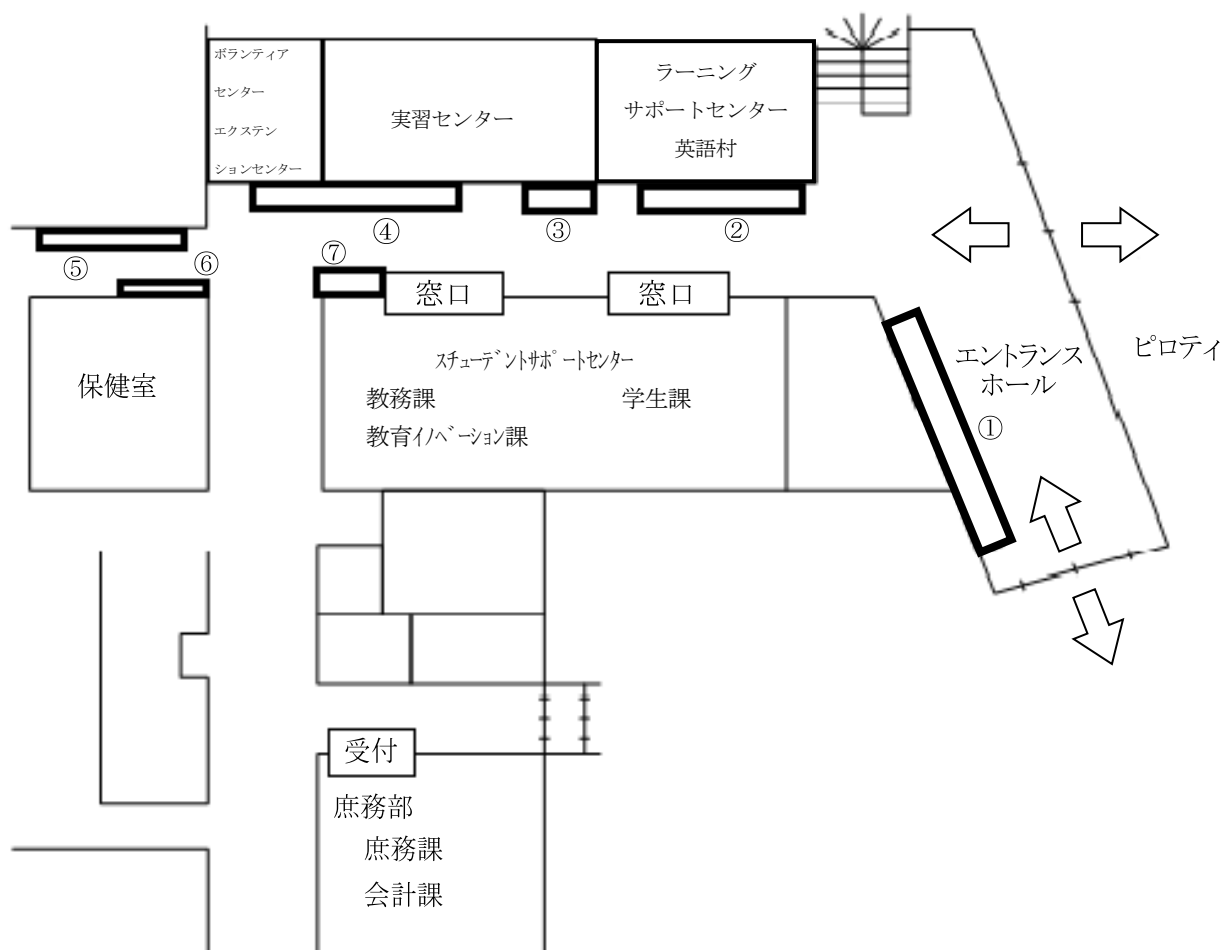 ボランティア
センター
エクステン
ションセンター
実習センター
ラーニング
サポートセンター
英語村
④
③
②
⑤
⑥
⑦
窓口
窓口
スチューデントサポートセンター
教務課
学生課
教育イノベーション課
保健室
エントランス
ホール
ピロティ
①
受付
庶務部
庶務課
会計課